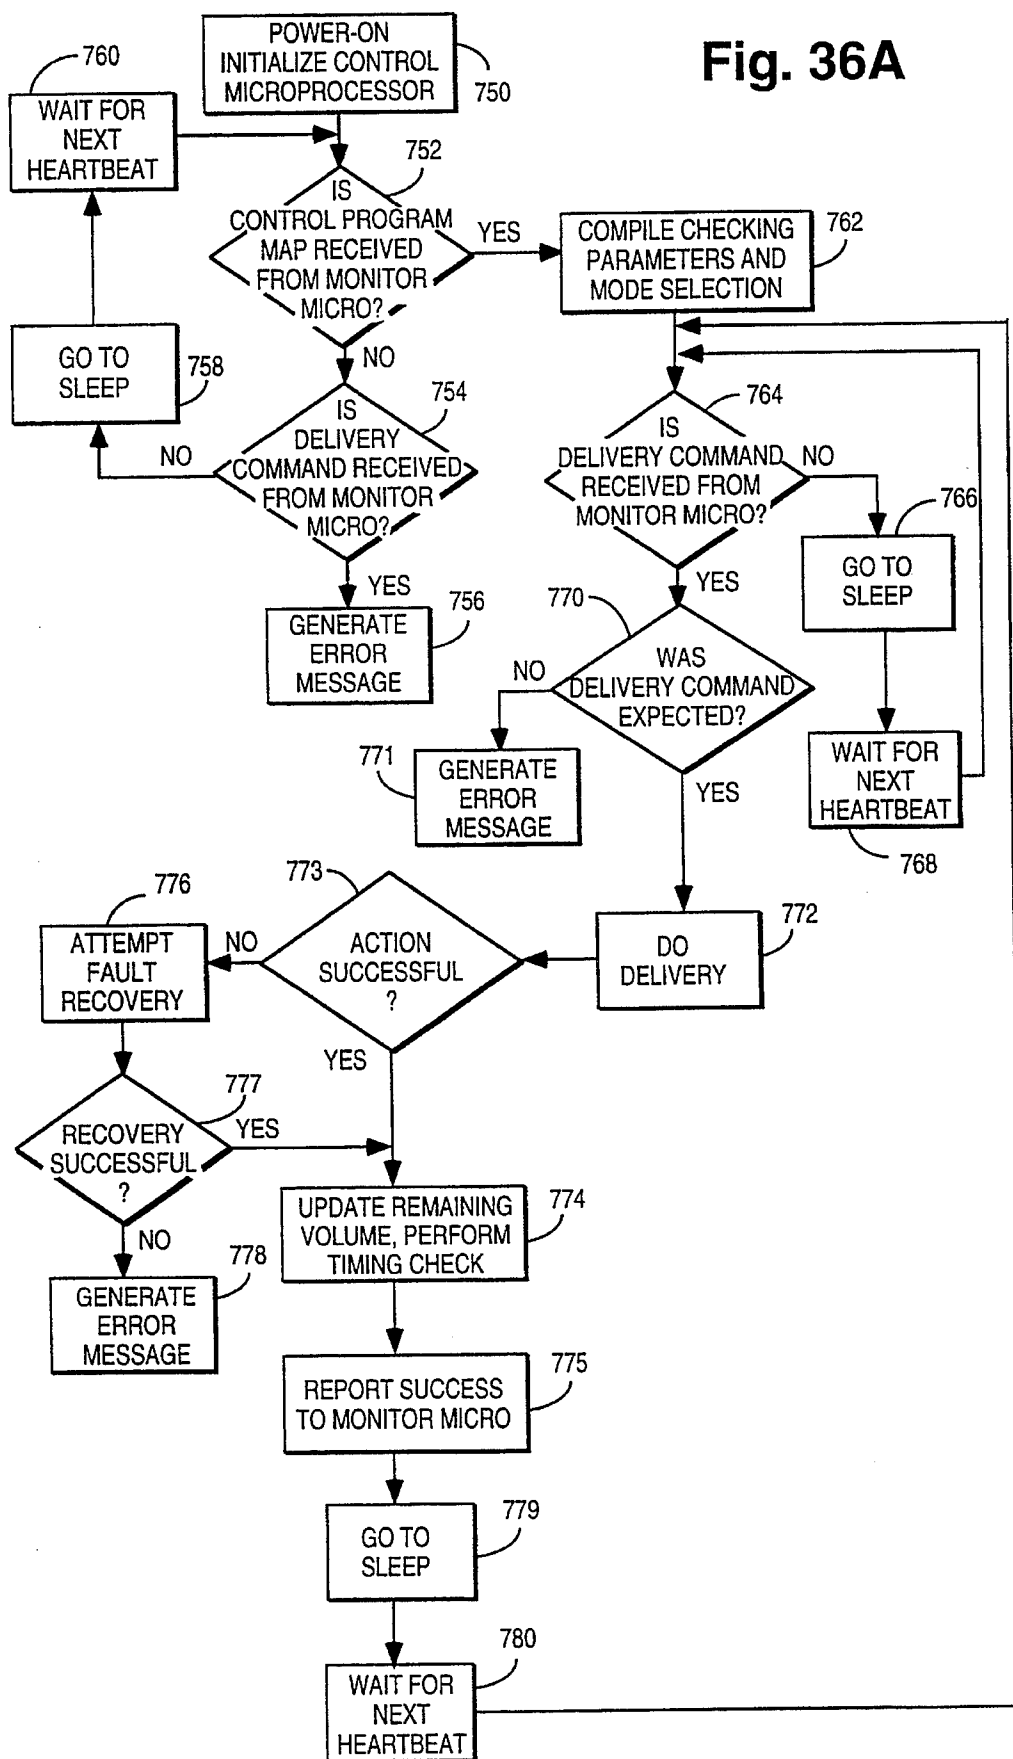 Fig. 36A
POWER-ON
INITIALIZE CONTROL
MICROPROCESSOR
750
760
WAIT FOR
NEXT
HEARTBEAT
752
IS
CONTROL PROGRAM
MAP RECEIVED
FROM MONITOR
MICRO?
YES
COMPILE CHECKING
PARAMETERS AND
MODE SELECTION
762
NO
GO TO
SLEEP
758
754
IS
DELIVERY
COMMAND RECEIVED
FROM MONITOR
MICRO?
NO
YES
GENERATE
ERROR
MESSAGE
756
764
IS
DELIVERY COMMAND
RECEIVED FROM
MONITOR MICRO?
NO
766
GO TO
SLEEP
YES
770
WAS
DELIVERY COMMAND
EXPECTED?
NO
771
GENERATE
ERROR
MESSAGE
YES
WAIT FOR
NEXT
HEARTBEAT
768
772
DO
DELIVERY
773
ACTION
SUCCESSFUL
?
NO
776
ATTEMPT
FAULT
RECOVERY
YES
777
RECOVERY
SUCCESSFUL
?
YES
NO
778
GENERATE
ERROR
MESSAGE
UPDATE REMAINING
VOLUME, PERFORM
TIMING CHECK
774
REPORT SUCCESS
TO MONITOR MICRO
775
GO TO
SLEEP
779
780
WAIT FOR
NEXT
HEARTBEAT